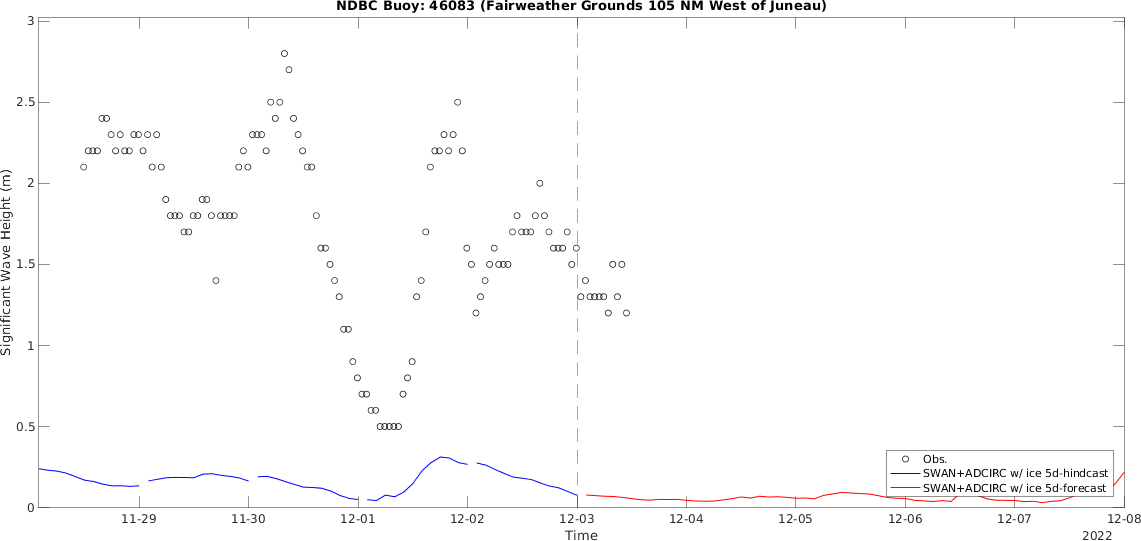 NDBC Buoy: 46083 (Fairweather Grounds 105 NM West of Juneau)
3
2.5
2
1.5
1
0.5
0
Significant Wave Height (m)
Obs.
SWAN+ADCIRC w/ ice 5d-hindcast
SWAN+ADCIRC w/ ice 5d-forecast
11-29 11-30 12-01 12-02 12-03 12-04 12-05 12-06 12-07 12-08
Time
2022